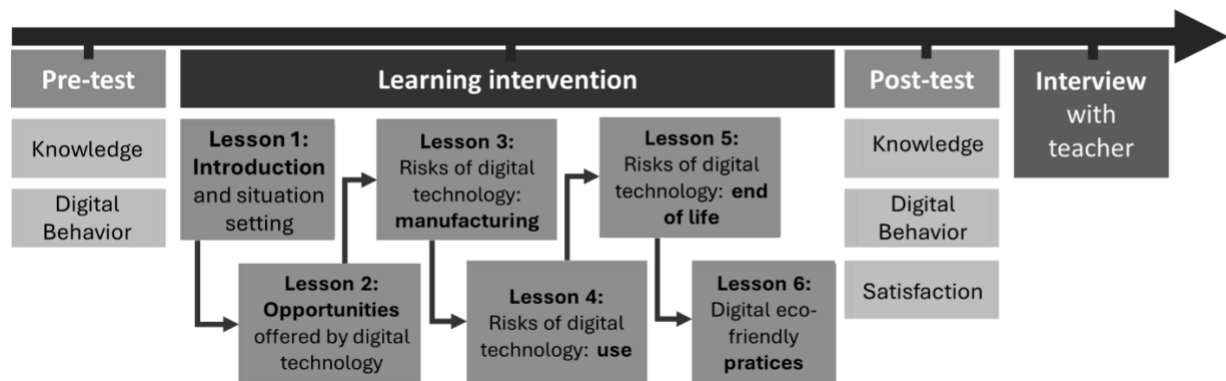 Pre-test
Knowledge
Digital
Behavior
Learning intervention
Lesson 1:
Introduction
and situation
setting
Lesson 2:
Opportunities
offered by digital
technology
Lesson 3:
Risks of digital
technology:
manufacturing
Lesson 4:
Risks of digital
technology: use
Lesson 5:
Risks of digital
technology: end
of life
Lesson 6:
Digital eco-
friendly
pratices
Post-test
Knowledge
Digital
Behavior
Satisfaction
Interview
with
teacher